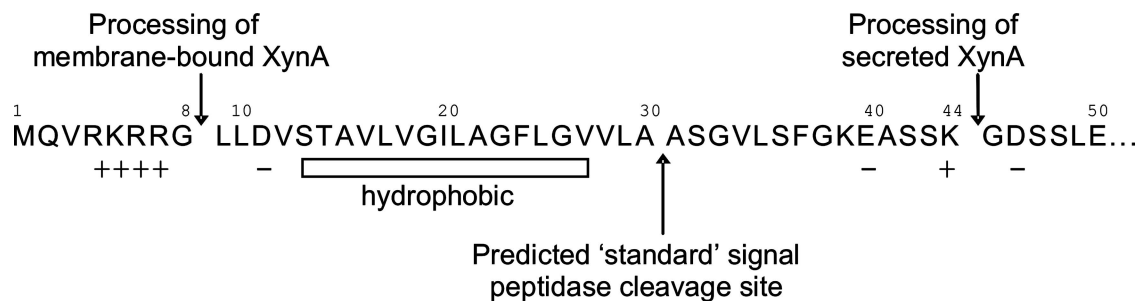 Processing of
membrane-bound XynA
Processing of
secreted XynA
1 8 10 20 30 40 44 50
MQVRKRRG LLDVSTAVLVGILAGFLGVVLA ASGVLSFGKEASSK GDSSLE...
++++ – – + –
hydrophobic
Predicted ‘standard’ signal
peptidase cleavage site